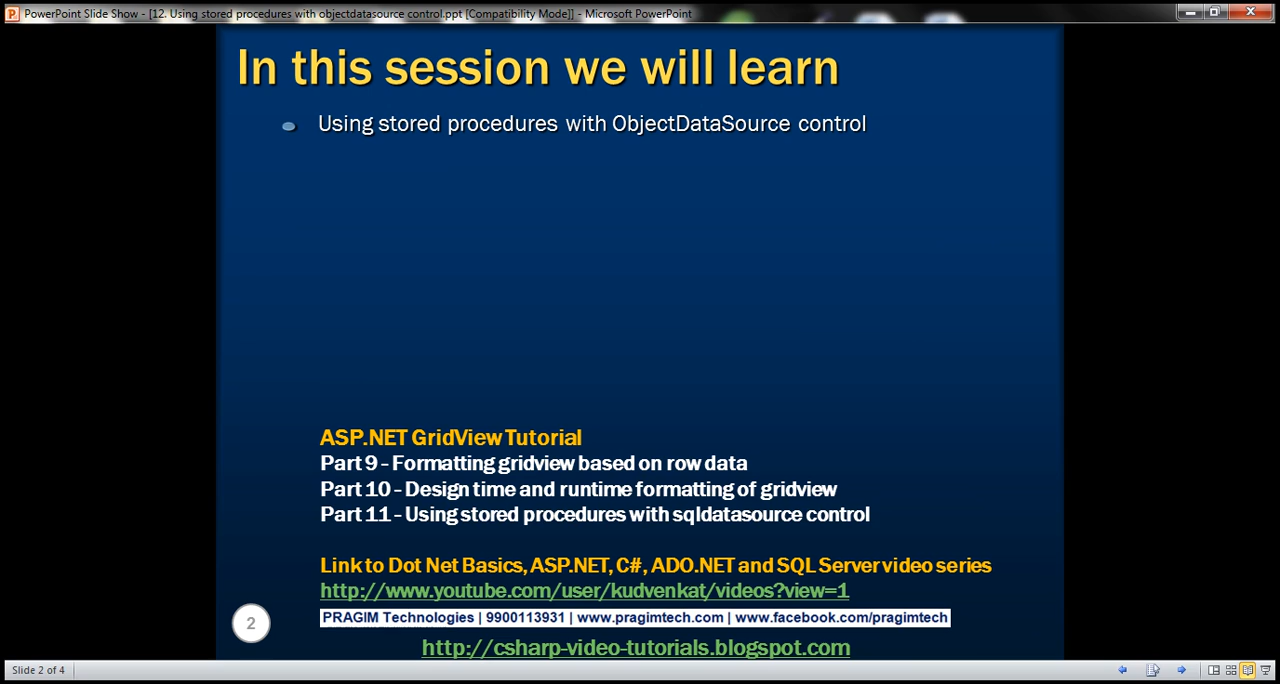 PowerPoint Slide Show - [12. Using stored procedures with objectdatasource control.ppt [Compatibility Mode]] - Microsoft PowerPoint
In this session we will learn
Using stored procedures with ObjectDataSource control
ASP.NET GridView Tutorial
Part 9 - Formatting gridview based on row data
Part 10 - Design time and runtime formatting of gridview
Part 11 - Using stored procedures with sqldatasource control
Link to Dot Net Basics, ASP.NET, C#, ADO.NET and SQL Server video series
http://www.youtube.com/user/kudvenkat/videos?view=1
PRAGIM Technologies | 9900113931 | www.pragimtech.com | www.facebook.com/pragimtech
2
http://csharp-video-tutorials.blogspot.com
Slide 2 of 4